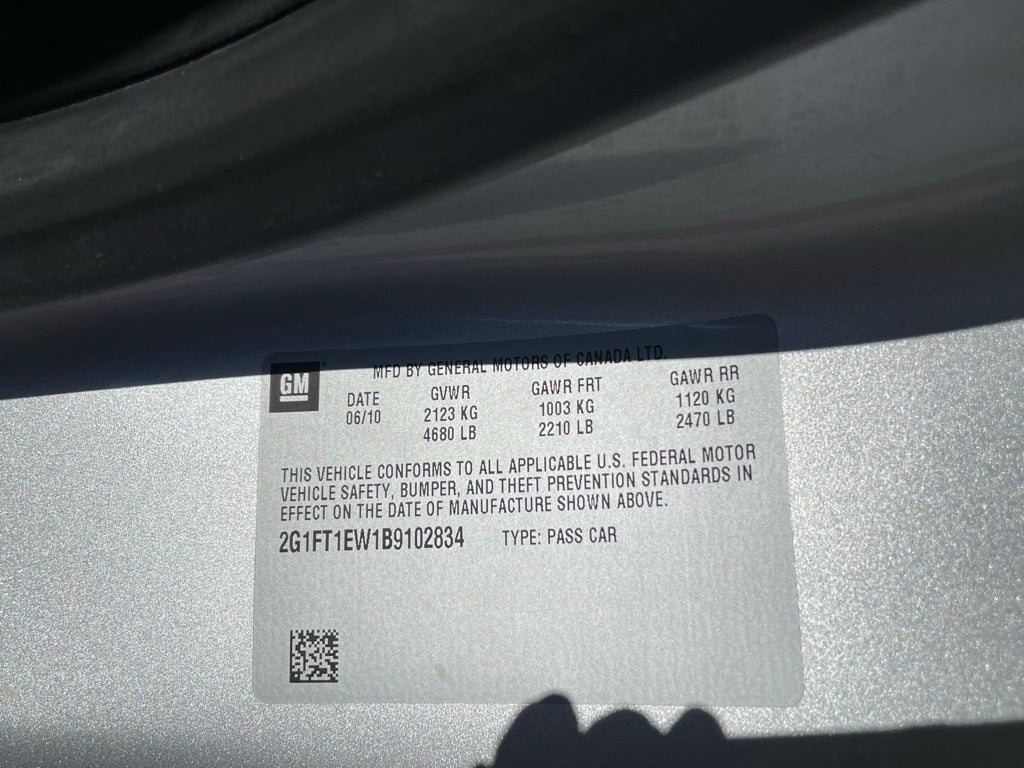 GM
MFD BY GENERAL MOTORS OF CANADA LTD.
DATE GVWR GAWR FRT GAWR RR
06/10 2123 KG 1003 KG 1120 KG
4680 LB 2210 LB 2470 LB
THIS VEHICLE CONFORMS TO ALL APPLICABLE U.S. FEDERAL MOTOR
VEHICLE SAFETY, BUMPER, AND THEFT PREVENTION STANDARDS IN
EFFECT ON THE DATE OF MANUFACTURE SHOWN ABOVE.
2G1FT1EW1B9102834 TYPE: PASS CAR